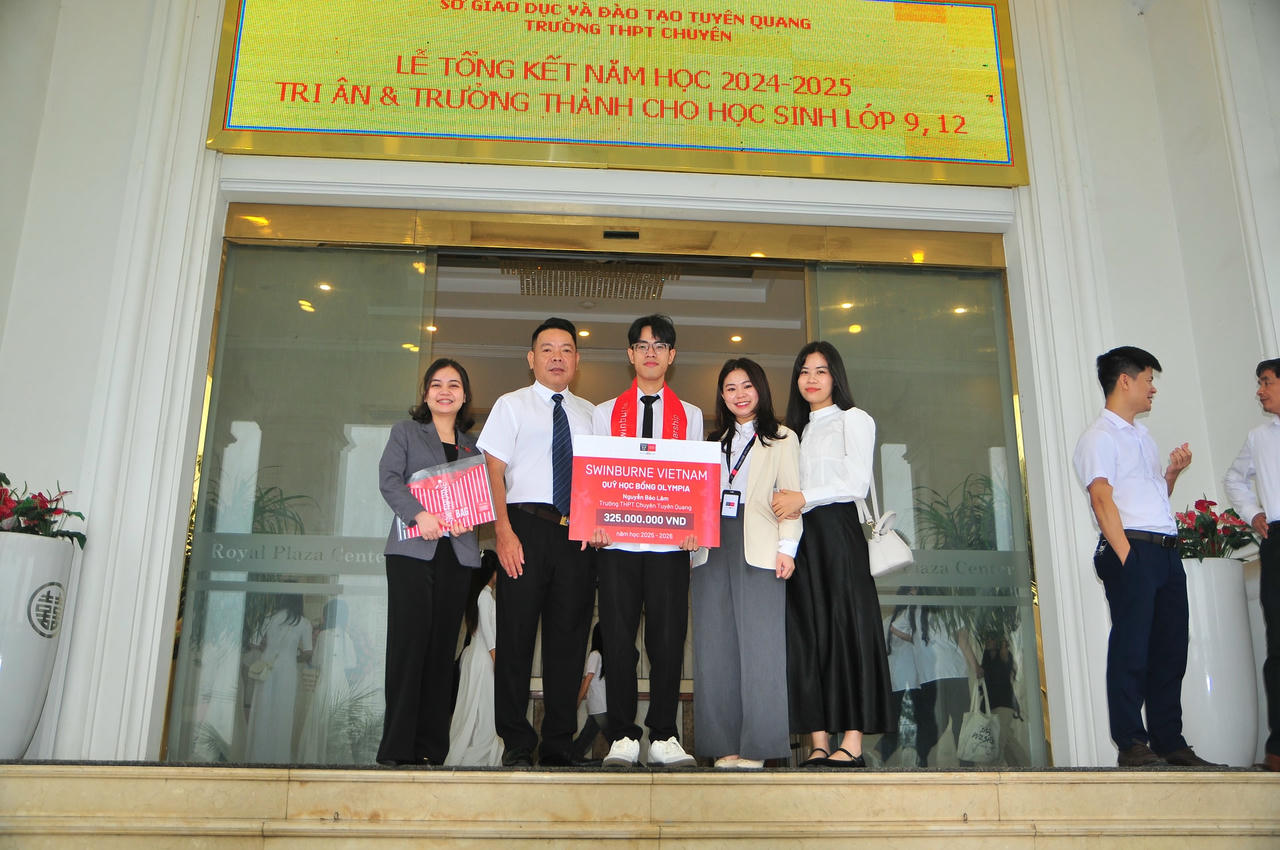 SỞ GIÁO DỤC VÀ ĐÀO TẠO TUYÊN QUANG
TRƯỜNG THPT CHUYÊN
LỄ TỔNG KẾT NĂM HỌC 2024-2025
TRI ÂN & TRƯỞNG THÀNH CHO HỌC SINH LỚP 9, 12
SWINBURNE VIETNAM
QUỸ HỌC BỔNG OLYMPIA
Nguyễn Bảo Lâm
Trường THPT Chuyên Tuyên Quang
325.000.000 VND
năm học: 2025 - 2026
BAG
Royal Plaza Center
Plaza Center